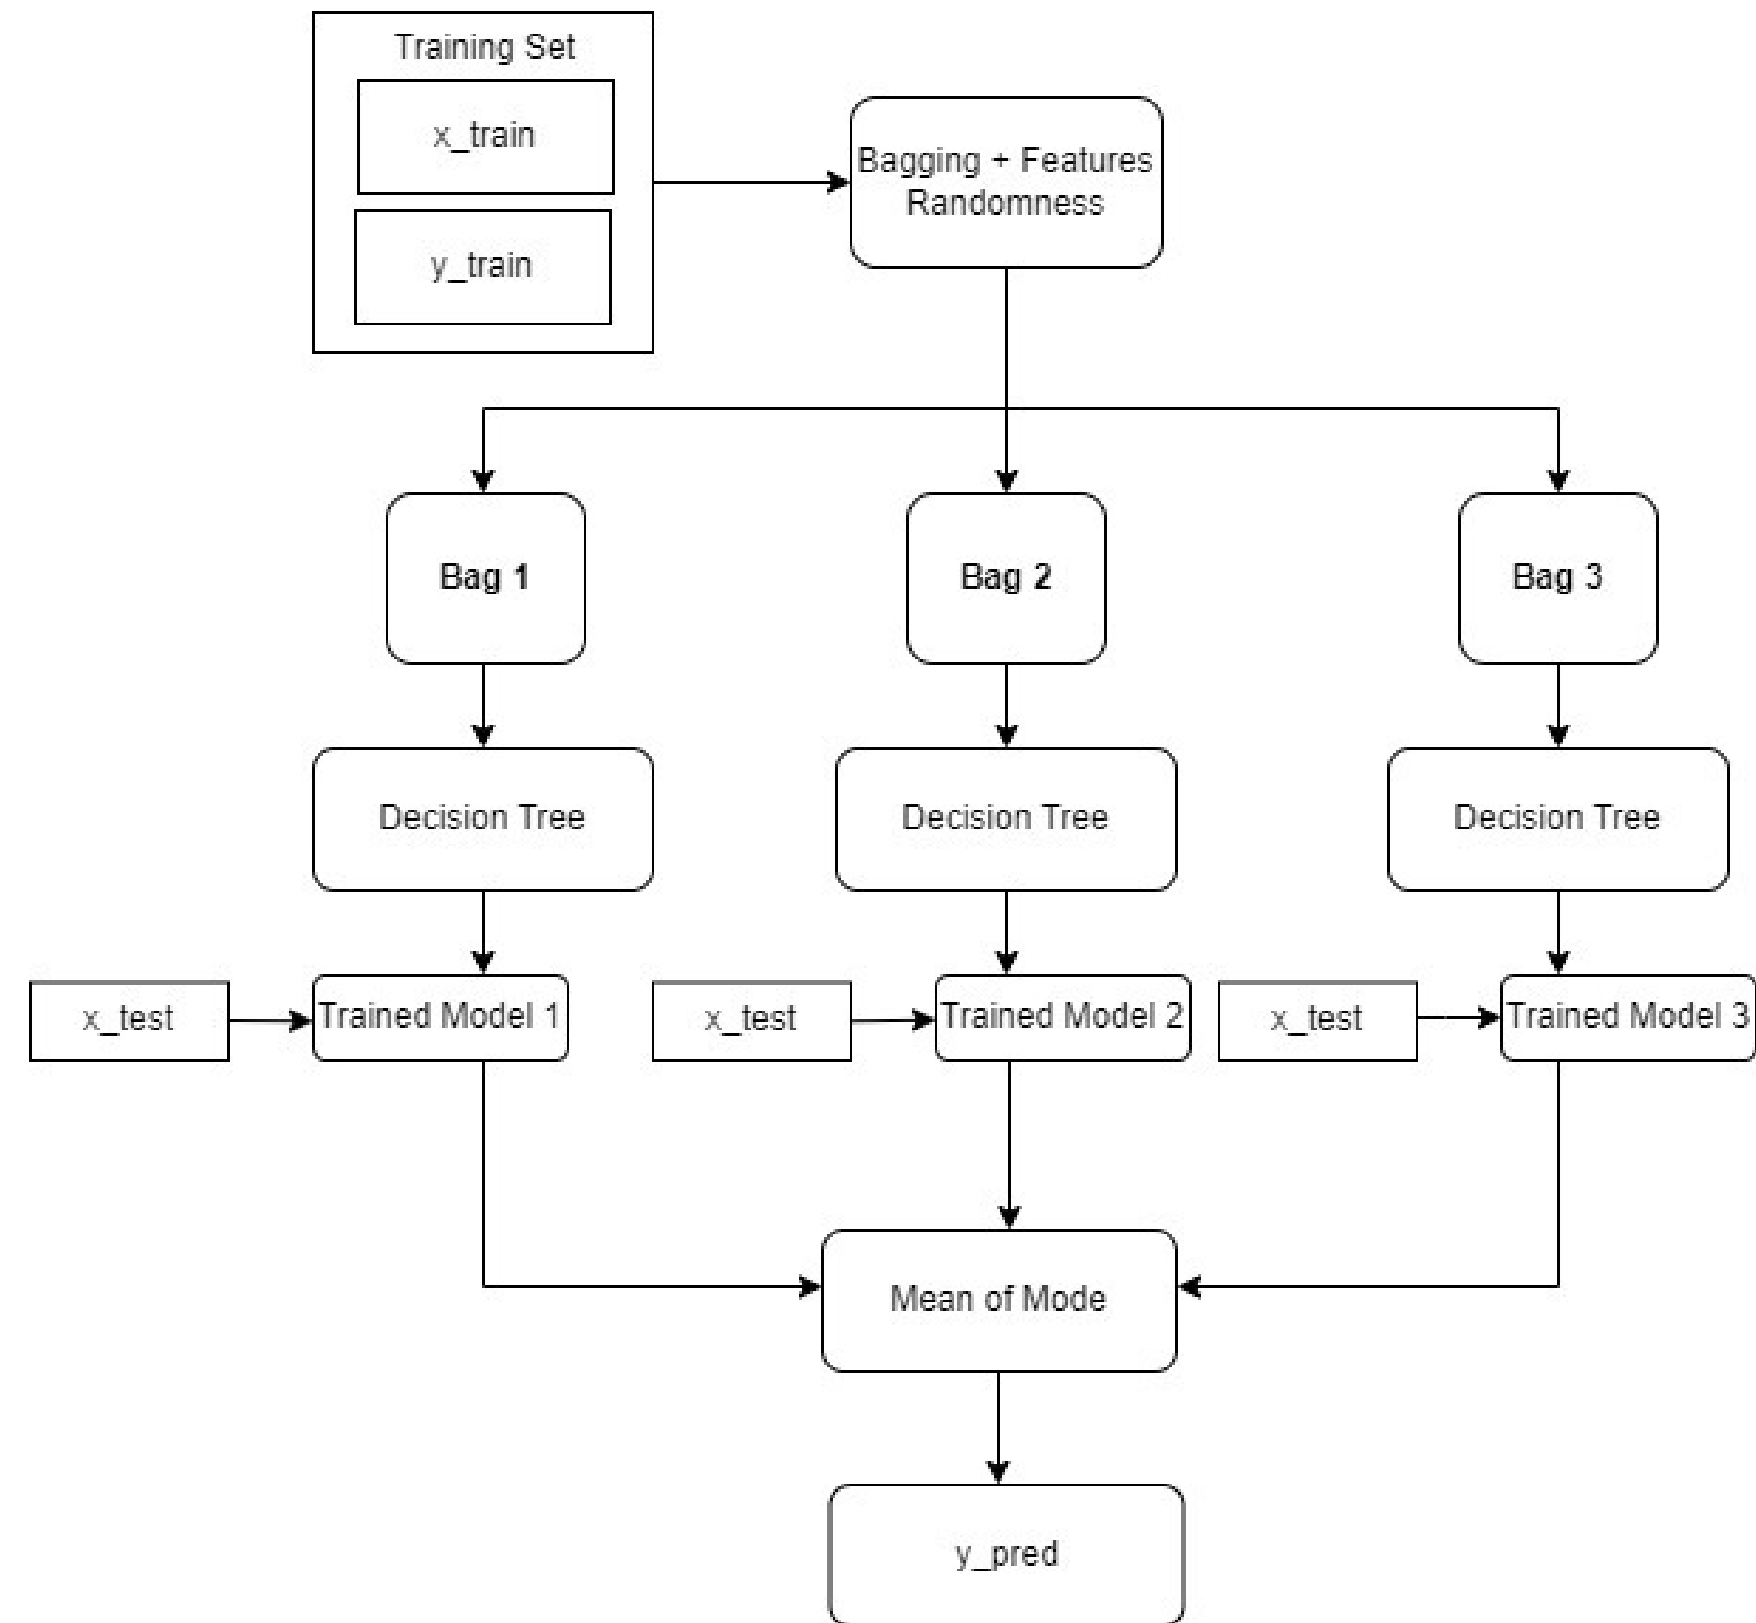 Training Set
x_train
y_train
Bagging + Features
Randomness
Bag 1
Bag 2
Bag 3
Decision Tree
Decision Tree
Decision Tree
x_test
Trained Model 1
x_test
Trained Model 2
x_test
Trained Model 3
Mean of Mode
y_pred